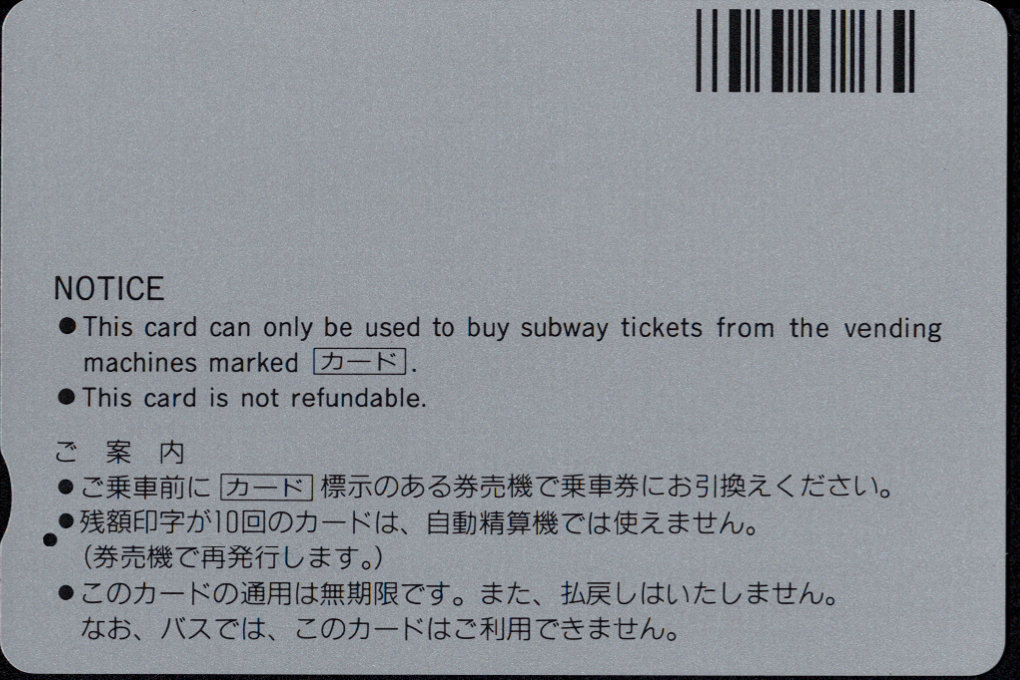 NOTICE
●This card can only be used to buy subway tickets from the vending
machines marked カード.
●This card is not refundable.
ご 案 内
●ご乗車前に カード 標示のある券売機で乗車券にお引換えください。
●残額印字が10回のカードは、自動精算機では使えません。
(券売機で再発行します。)
●このカードの通用は無期限です。また、払戻しはいたしません。
なお、バスでは、このカードはご利用できません。